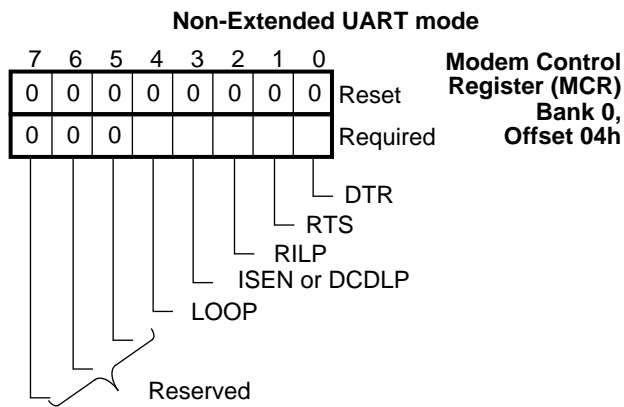 Non-Extended UART mode
7 6 5 4 3 2 1 0
Modem Control
Register (MCR)
Bank 0,
Offset 04h
0 0 0 0 0 0 0 0 Reset
0 0 0 Required
DTR
RTS
RILP
ISEN or DCDLP
LOOP
Reserved